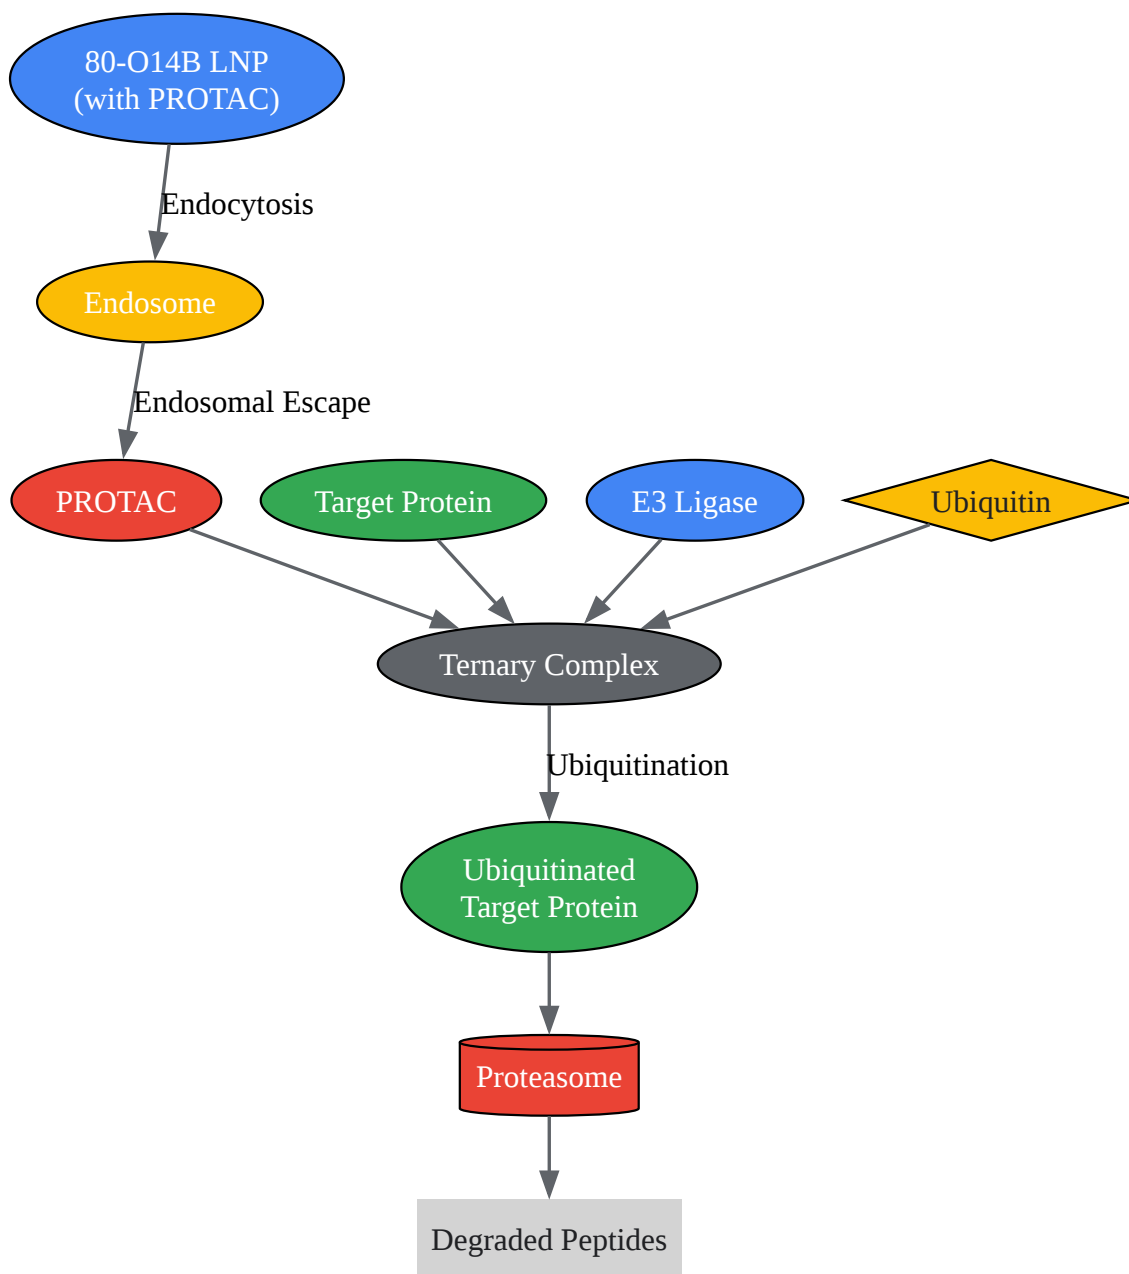 80-O14B LNP
(with PROTAC)
Endocytosis
Endosome
Endosomal Escape
PROTAC
Target Protein
E3 Ligase
Ubiquitin
Ternary Complex
Ubiquitination
Ubiquitinated
Target Protein
Proteasome
Degraded Peptides